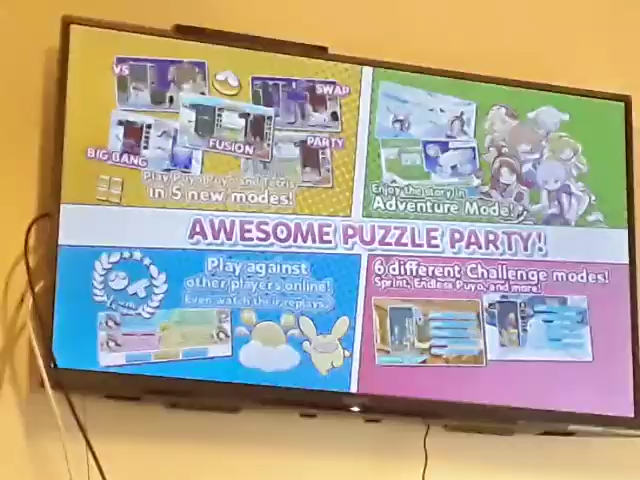 VS
SWAP
FUSION
BIG BANG
PARTY
Play Puyo Puyo and Tetris
in 5 new modes!
Enjoy the story in
Adventure Mode!
AWESOME PUZZLE PARTY!
Play against
other players online!
Even watch their replays.
6 different Challenge modes!
Sprint, Endless Puyo, and more!